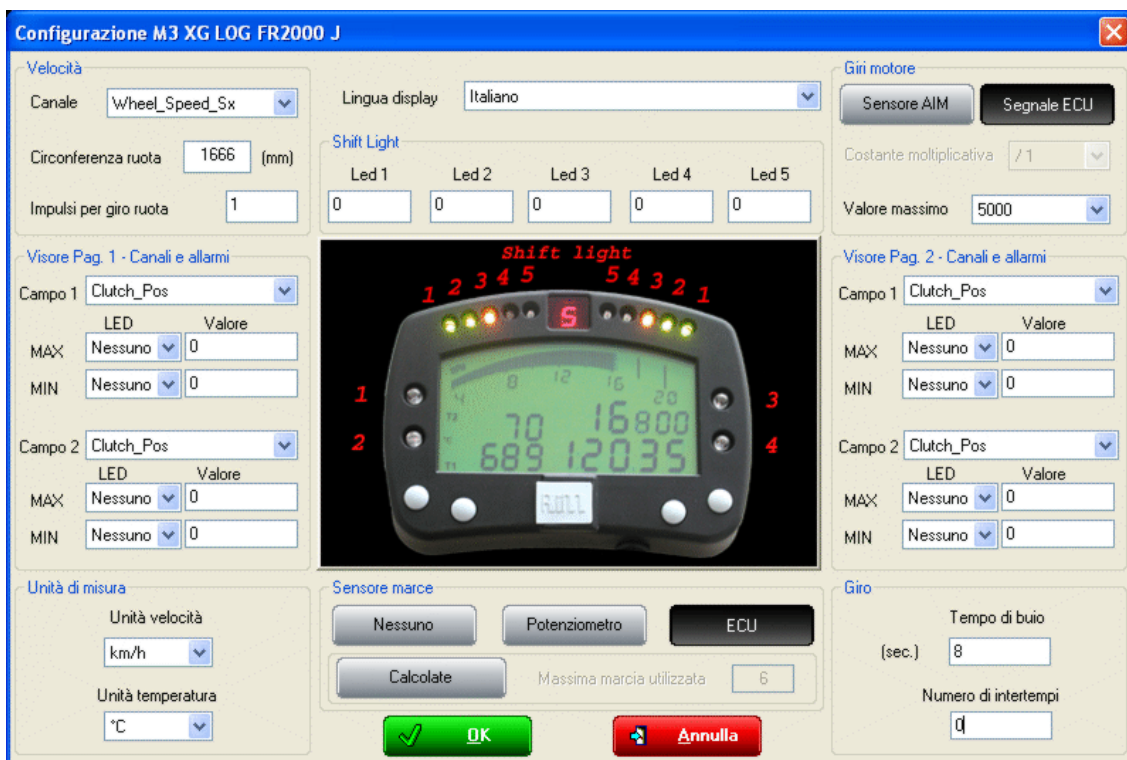 Configurazione M3 XG LOG FR2000 J
Velocità
Canale Wheel_Speed_Sx
Circonferenza ruota 1666 (mm)
Impulsi per giro ruota 1
Lingua display Italiano
Shift Light
Led 1 Led 2 Led 3 Led 4 Led 5
0 0 0 0 0
Giri motore
Sensore AIM Segnale ECU
Costante moltiplicativa / 1
Valore massimo 5000
Visore Pag. 1 - Canali e allarmi
Campo 1 Clutch_Pos
LED Valore
MAX Nessuno 0
MIN Nessuno 0
Campo 2 Clutch_Pos
LED Valore
MAX Nessuno 0
MIN Nessuno 0
Shift light
1 2 3 4 5 5 4 3 2 1
5
4 8 12 16 20
1 3
2 4
T2 70 16800
T1 689 12035
Visore Pag. 2 - Canali e allarmi
Campo 1 Clutch_Pos
LED Valore
MAX Nessuno 0
MIN Nessuno 0
Campo 2 Clutch_Pos
LED Valore
MAX Nessuno 0
MIN Nessuno 0
Unità di misura
Unità velocità
km/h
Unità temperatura
°C
Sensore marce
Nessuno Potenziometro ECU
Calcolate Massima marcia utilizzata 6
OK Annulla
Giro
Tempo di buio
(sec.) 8
Numero di intertempi
0